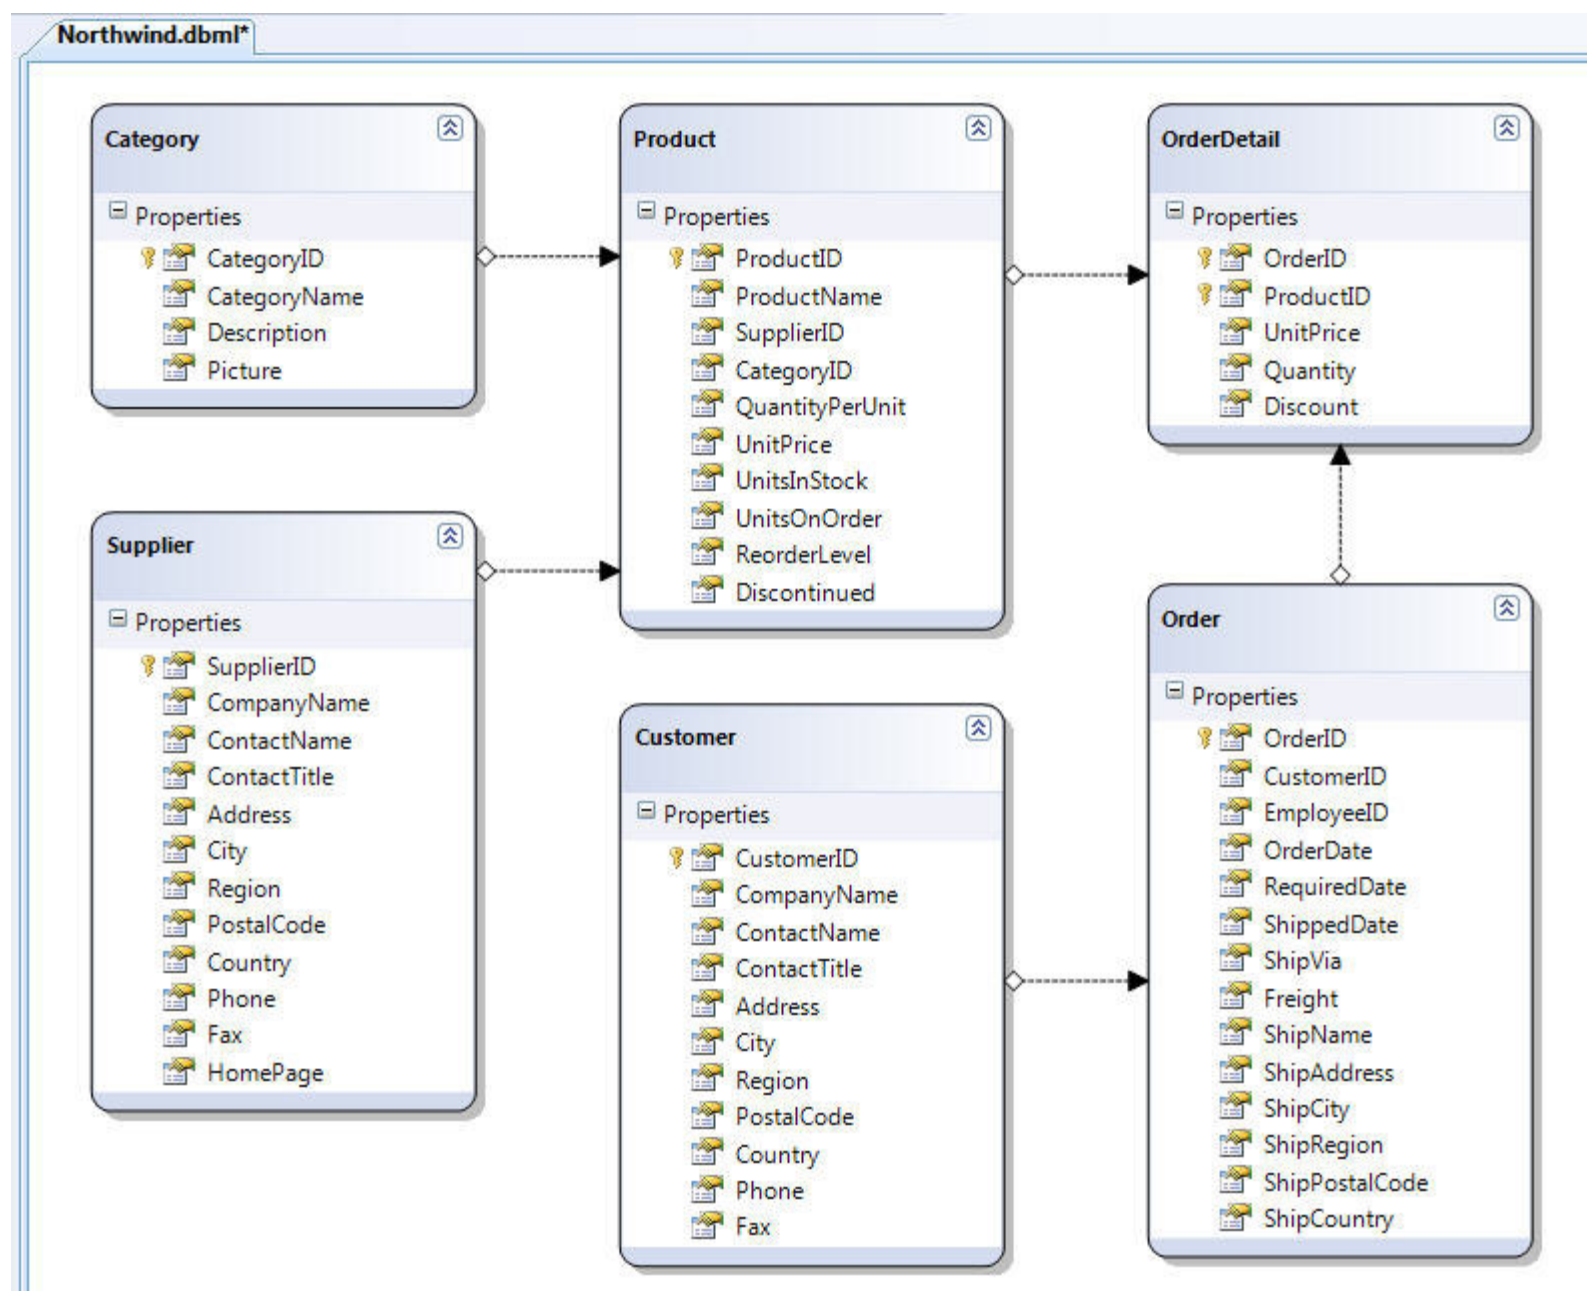 Northwind.dbml*
Category
Properties
CategoryID
CategoryName
Description
Picture
Supplier
Properties
SupplierID
CompanyName
ContactName
ContactTitle
Address
City
Region
PostalCode
Country
Phone
Fax
HomePage
Product
Properties
ProductID
ProductName
SupplierID
CategoryID
QuantityPerUnit
UnitPrice
UnitsInStock
UnitsOnOrder
ReorderLevel
Discontinued
Customer
Properties
CustomerID
CompanyName
ContactName
ContactTitle
Address
City
Region
PostalCode
Country
Phone
Fax
OrderDetail
Properties
OrderID
ProductID
UnitPrice
Quantity
Discount
Order
Properties
OrderID
CustomerID
EmployeeID
OrderDate
RequiredDate
ShippedDate
ShipVia
Freight
ShipName
ShipAddress
ShipCity
ShipRegion
ShipPostalCode
ShipCountry